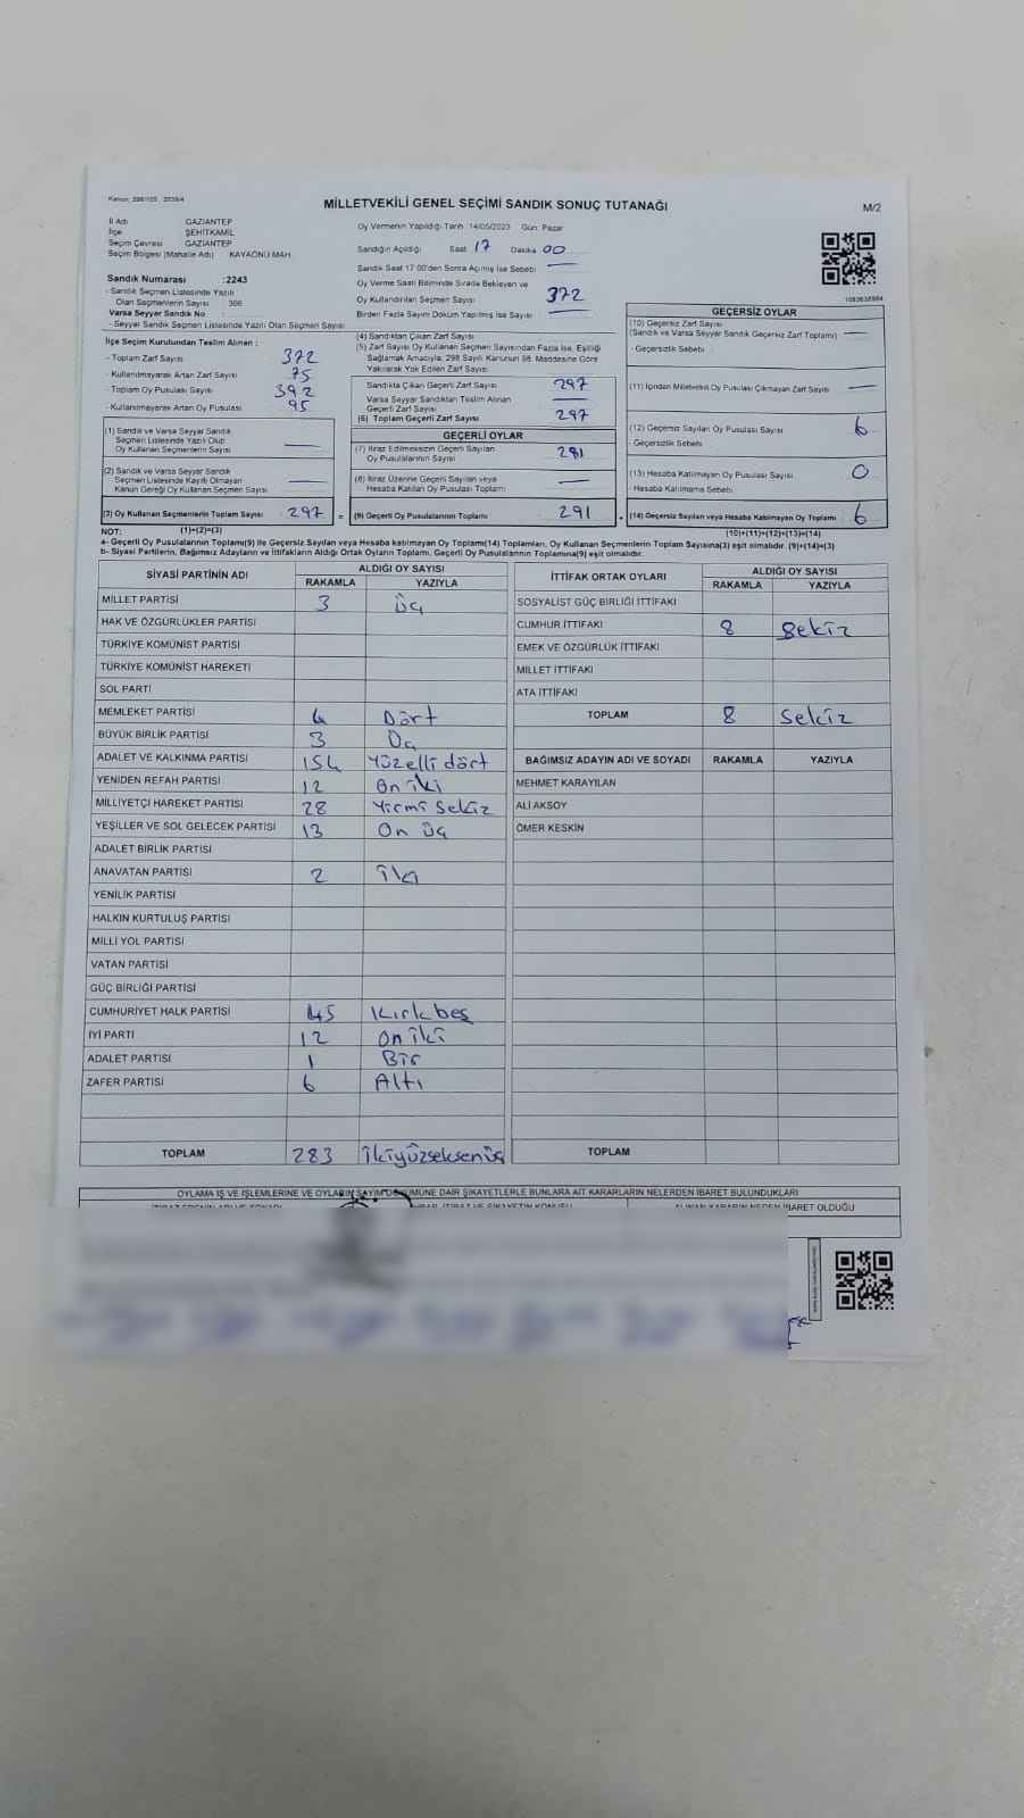 MİLLETVEKİLİ GENEL SEÇİMİ SANDIK SONUÇ TUTANAĞI
M/2
İl Adı GAZİANTEP
İlçe ŞEHİTKAMİL
Seçim Çevresi GAZİANTEP
Seçim Bölgesi (Mahalle Adı) KAYAÖNÜ MAH.
Sandık Numarası :2243
- Sandık Seçmen Listesinde Yazılı
Olan Seçmenlerin Sayısı
Varsa Seyyar Sandık No
- Seyyar Sandık Seçmen Listesinde Yazılı Olan Seçmen Sayısı
Oy Vermenin Yapıldığı Tarih 14/05/2023 Gün: Pazar
Sandığın Açıldığı Saat 17 Dakika 00
Sandık Saat 17.00'den Sonra Açılmış İse Sebebi
Oy Verme Saati Bitiminde Sırada Bekleyen ve
Oy Kullandırılan Seçmen Sayısı 372
Birden Fazla Sayım Döküm Yapılmış İse Sayısı
İlçe Seçim Kurulundan Teslim Alınan :
- Toplam Zarf Sayısı 372
- Kullanılmayarak Artan Zarf Sayısı 75
- Toplam Oy Pusulası Sayısı 392
- Kullanılmayarak Artan Oy Pusulası 95
(1) Sandık ve Varsa Seyyar Sandık
Seçmen Listesinde Yazılı Olup
Oy Kullanan Seçmenlerin Sayısı
(2) Sandık ve Varsa Seyyar Sandık
Seçmen Listesinde Kayıtlı Olmayan
Kanun Gereği Oy Kullanan Seçmen Sayısı
(3) Oy Kullanan Seçmenlerin Toplam Sayısı 297
(1)+(2)=(3)
(4) Sandıktan Çıkan Zarf Sayısı
(5) Zarf Sayısı Oy Kullanan Seçmen Sayısından Fazla İse, Eşitliği
Sağlamak Amacıyla, 298 Sayılı Kanunun 98. Maddesine Göre
Yakılarak Yok Edilen Zarf Sayısı
Sandıkta Çıkan Geçerli Zarf Sayısı 297
Varsa Seyyar Sandıktan Teslim Alınan
Geçerli Zarf Sayısı
(6) Toplam Geçerli Zarf Sayısı 297
GEÇERLİ OYLAR
(7) İtiraz Edilmeksizin Geçerli Sayılan
Oy Pusulalarının Sayısı 281
(8) İtiraz Üzerine Geçerli Sayılan veya
Hesaba Katılan Oy Pusulası Toplamı
= (9) Geçerli Oy Pusulalarının Toplamı 291
GEÇERSİZ OYLAR
(10) Geçersiz Zarf Sayısı
(Sandık ve Varsa Seyyar Sandık Geçersiz Zarf Toplamı)
- Geçersizlik Sebebi
(11) İçinden Milletvekili Oy Pusulası Çıkmayan Zarf Sayısı
(12) Geçersiz Sayılan Oy Pusulası Sayısı 6
- Geçersizlik Sebebi
(13) Hesaba Katılmayan Oy Pusulası Sayısı 0
- Hesaba Katılmama Sebebi
+ (14) Geçersiz Sayılan veya Hesaba Katılmayan Oy Toplamı 6
(10)+(11)+(12)+(13)=(14)
NOT:
a- Geçerli Oy Pusulalarının Toplamı(9) ile Geçersiz Sayılan veya Hesaba katılmayan Oy Toplamı(14) Toplamları, Oy Kullanan Seçmenlerin Toplam Sayısına(3) eşit olmalıdır. (9)+(14)=(3)
b- Siyasi Partilerin, Bağımsız Adayların ve İttifakların Aldığı Ortak Oyların Toplamı, Geçerli Oy Pusulalarının Toplamına(9) eşit olmalıdır.
SİYASİ PARTİNİN ADI ALDIĞI OY SAYISI
RAKAMLA YAZIYLA
MİLLET PARTİSİ 3 üç
HAK VE ÖZGÜRLÜKLER PARTİSİ
TÜRKİYE KOMÜNİST PARTİSİ
TÜRKİYE KOMÜNİST HAREKETİ
SOL PARTİ
MEMLEKET PARTİSİ 4 Dört
BÜYÜK BİRLİK PARTİSİ 3 Üç
ADALET VE KALKINMA PARTİSİ 154 Yüzelli dört
YENİDEN REFAH PARTİSİ 12 On iki
MİLLİYETÇİ HAREKET PARTİSİ 28 Yirmi Sekiz
YEŞİLLER VE SOL GELECEK PARTİSİ 13 On üç
ADALET BİRLİK PARTİSİ
ANAVATAN PARTİSİ 2 iki
YENİLİK PARTİSİ
HALKIN KURTULUŞ PARTİSİ
MİLLİ YOL PARTİSİ
VATAN PARTİSİ
GÜÇ BİRLİĞİ PARTİSİ
CUMHURİYET HALK PARTİSİ 45 Kırk beş
İYİ PARTİ 12 On iki
ADALET PARTİSİ 1 Bir
ZAFER PARTİSİ 6 Altı
TOPLAM 283 ikiyüzseksenüç
İTTİFAK ORTAK OYLARI ALDIĞI OY SAYISI
RAKAMLA YAZIYLA
SOSYALİST GÜÇ BİRLİĞİ İTTİFAKI
CUMHUR İTTİFAKI 8 Sekiz
EMEK VE ÖZGÜRLÜK İTTİFAKI
MİLLET İTTİFAKI
ATA İTTİFAKI
TOPLAM 8 Sekiz
BAĞIMSIZ ADAYIN ADI VE SOYADI RAKAMLA YAZIYLA
MEHMET KARAYILAN
ALİ AKSOY
ÖMER KESKİN
TOPLAM
OYLAMA İŞ VE İŞLEMLERİNE VE OYLARIN SAYIM DÖKÜMÜNE DAİR ŞİKAYETLERLE BUNLARA AİT KARARLARIN NELERDEN İBARET BULUNDUKLARI
İBARET OLDUĞU